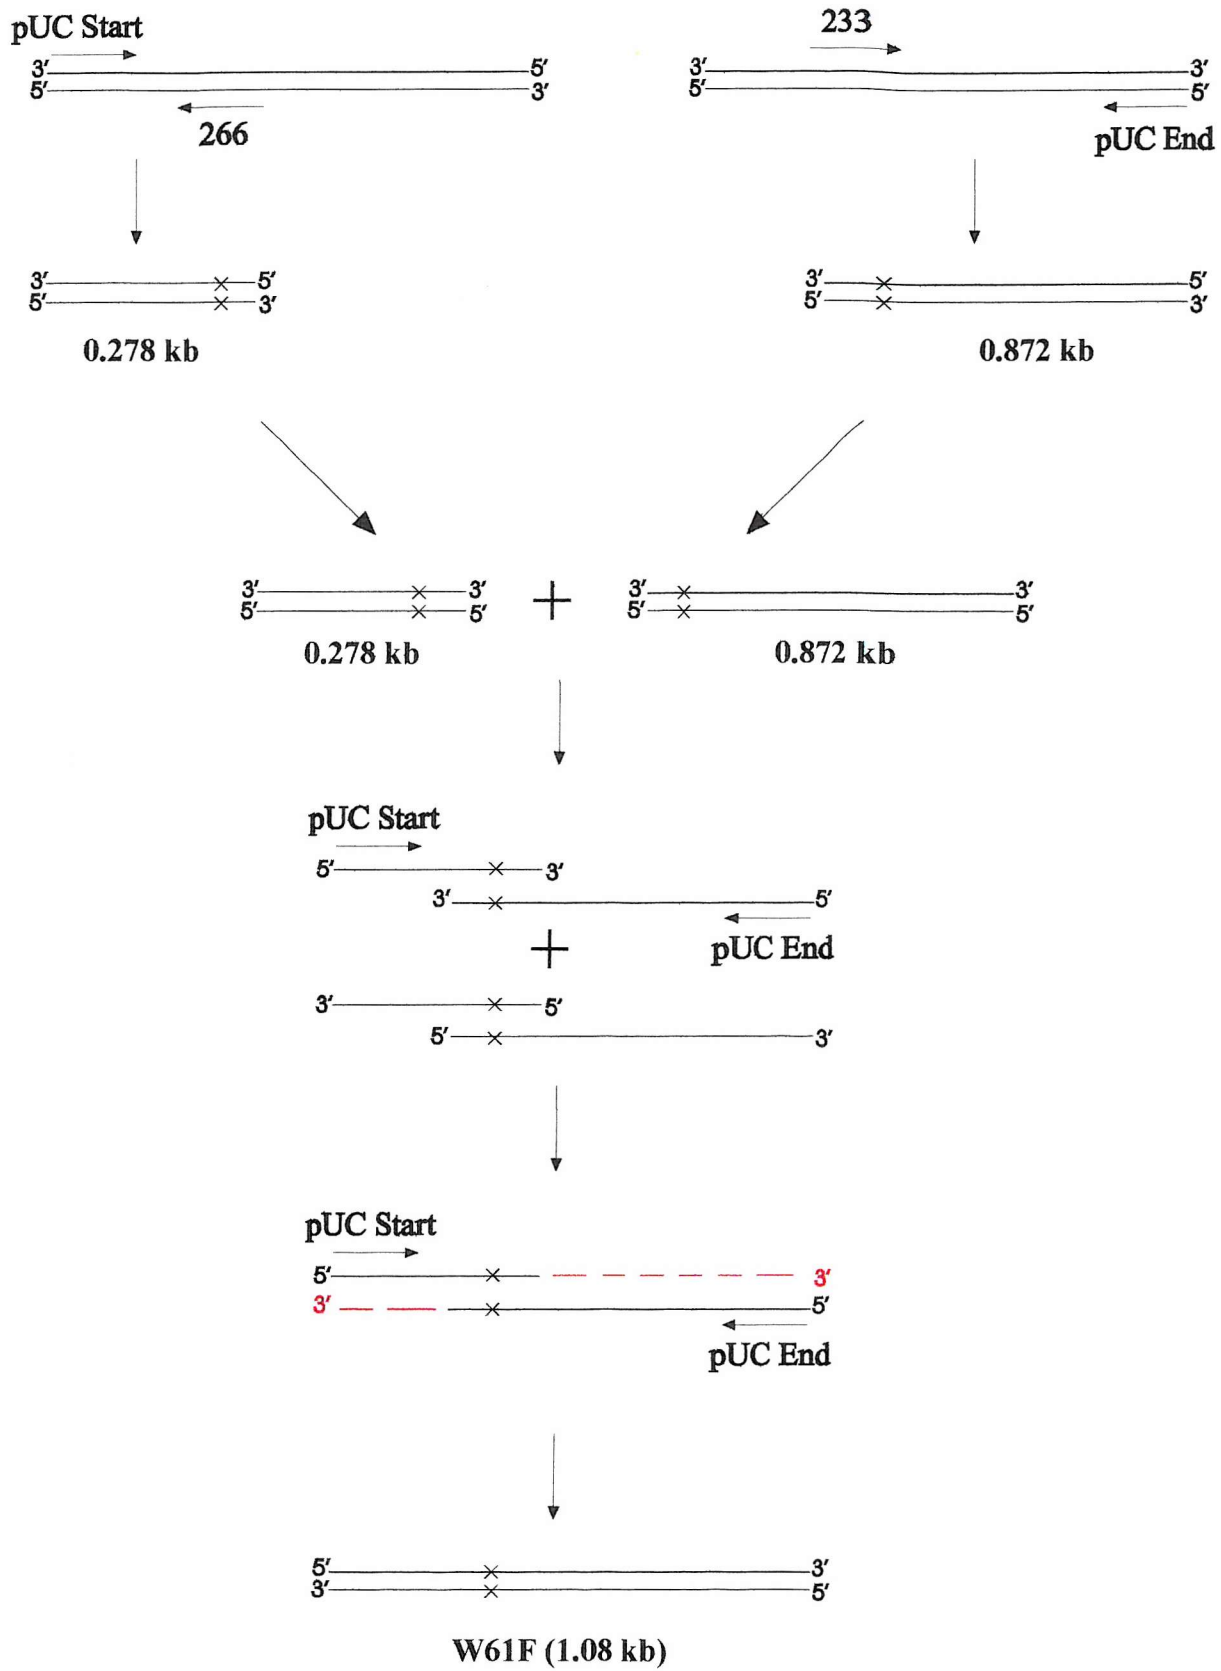 pUC Start
233
3' 5' 3' 3'
5' 3' 5' 5'
266
pUC End
3' 5' 3' 5'
5' 3' 5' 3'
0.278 kb 0.872 kb
3' 3' + 3' 3'
5' 5' 5' 5'
0.278 kb 0.872 kb
pUC Start
5' 3'
3' 5'
+
pUC End
3' 5'
5' 3'
pUC Start
5' 3'
3' 5'
pUC End
5' 3'
3' 5'
W61F (1.08 kb)